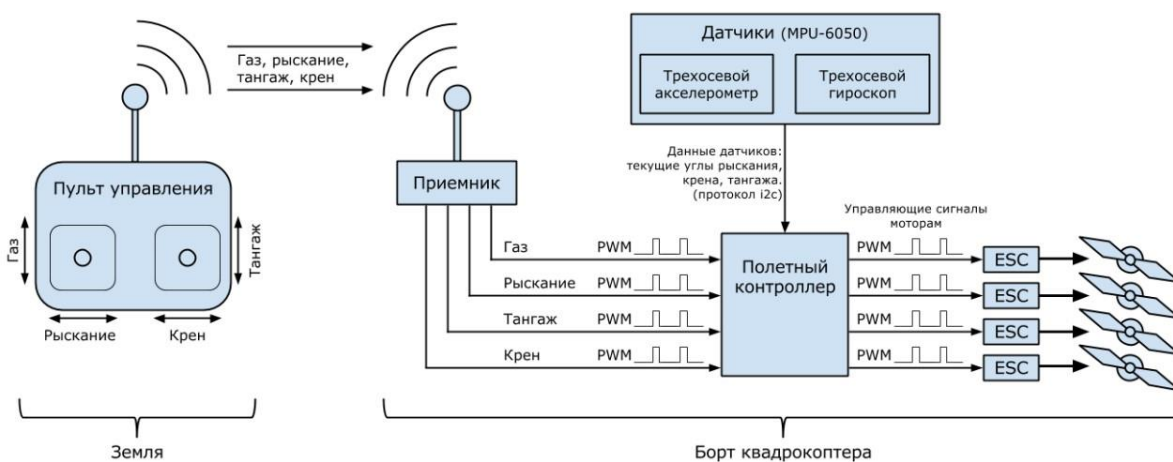 Газ, рыскание,
тангаж, крен
Пульт управления
Газ
Тангаж
Рыскание
Крен
Земля
Приемник
Датчики (MPU-6050)
Трехосевой
акселерометр
Трехосевой
гироскоп
Данные датчиков:
текущие углы рыскания,
крена, тангажа.
(протокол i2c)
Управляющие сигналы
моторам
Газ PWM
Рыскание PWM
Тангаж PWM
Крен PWM
Полетный
контроллер
PWM ESC
PWM ESC
PWM ESC
PWM ESC
Борт квадрокоптера